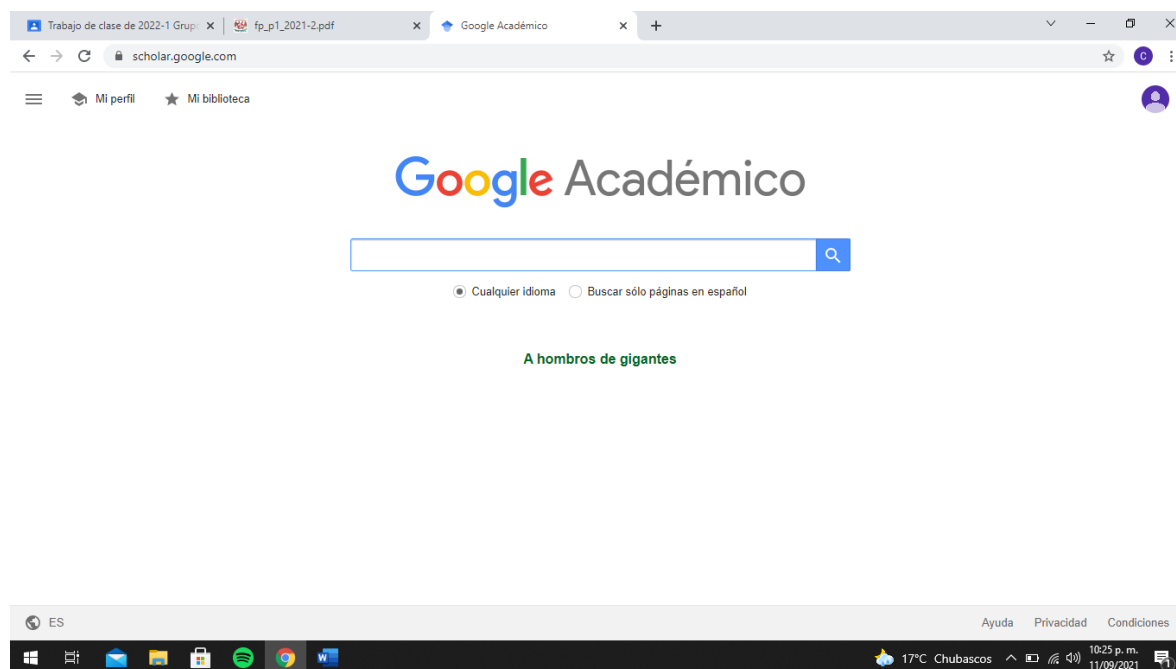 Trabajo de clase de 2022-1 Grup
fp_p1_2021-2.pdf
Google Académico
scholar.google.com
C
Mi perfil
Mi biblioteca
Google Académico
Cualquier idioma
Buscar sólo páginas en español
A hombros de gigantes
ES
Ayuda
Privacidad
Condiciones
W
17°C Chubascos
10:25 p. m.
11/09/2021